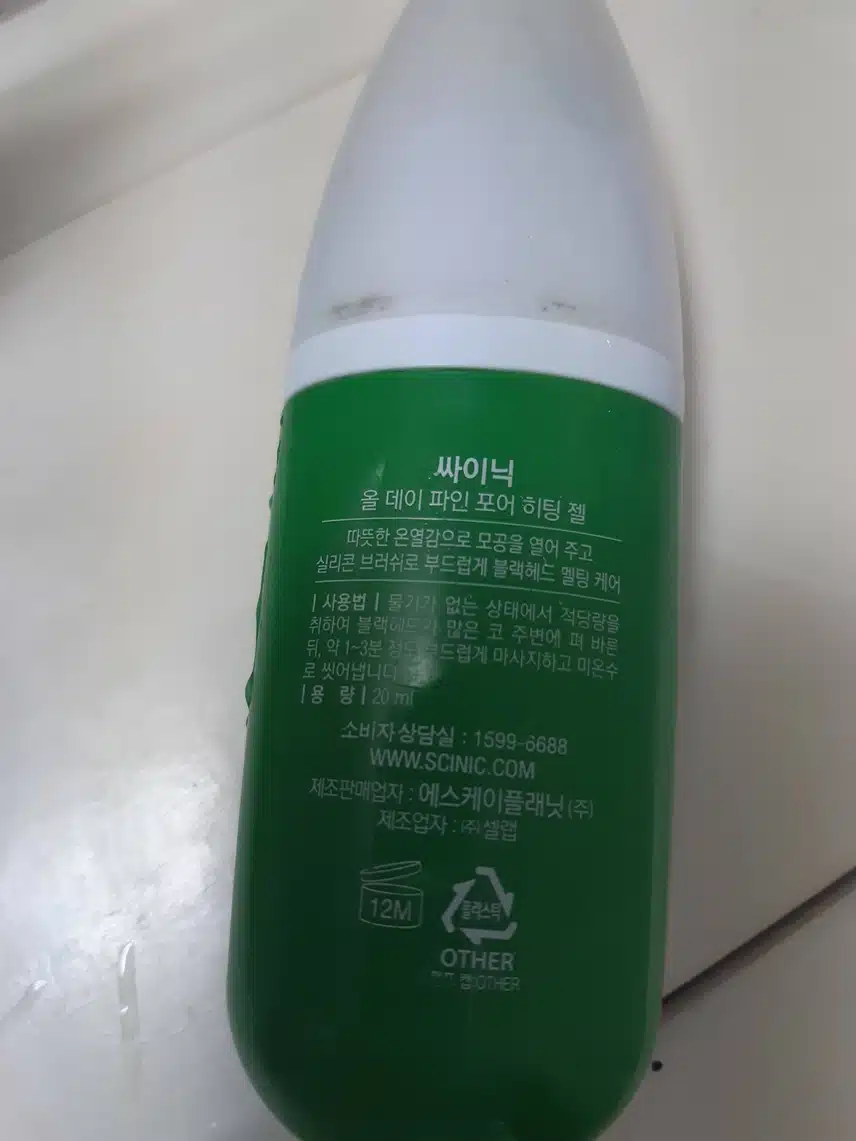 싸이닉
올 데이 파인 포어 히팅 젤
따뜻한 온열감으로 모공을 열어 주고
실리콘 브러쉬로 부드럽게 블랙헤드 멜팅 케어
| 사용법 | 물기가 없는 상태에서 적당량을
취하여 블랙헤드가 많은 코 주변에 펴 바른
뒤, 약 1~3분 정도 부드럽게 마사지하고 미온수
로 씻어냅니다.
| 용 량 | 20 ml
소비자 상담실 : 1599-6688
WWW.SCINIC.COM
제조판매업자 : 에스케이플래닛(주)
제조업자 : (주)셀랩
12M
플라스틱
OTHER
캡:OTHER